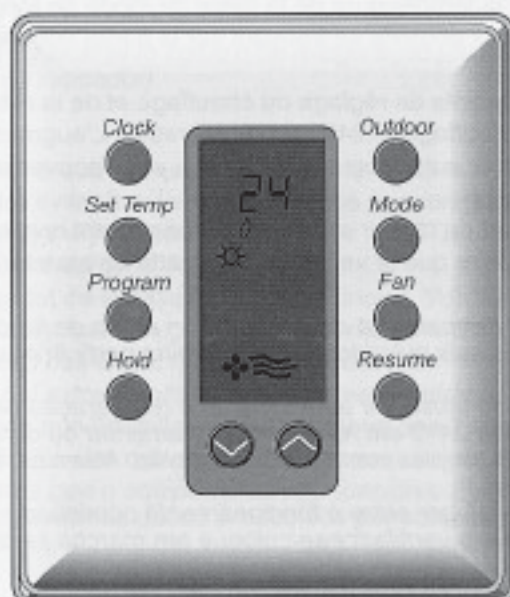 Clock
Outdoor
24
Set Temp
Mode
Program
Fan
Hold
Resume